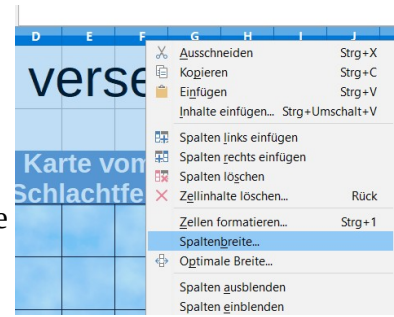 D E F G H I J
verse
Karte vom
Schlachtfe
e
Ausschneiden Strg+X
Kopieren Strg+C
Einfügen Strg+V
Inhalte einfügen... Strg+Umschalt+V
Spalten links einfügen
Spalten rechts einfügen
Spalten löschen
Zellinhalte löschen... Rück
Zellen formatieren... Strg+1
Spaltenbreite...
Optimale Breite...
Spalten ausblenden
Spalten einblenden